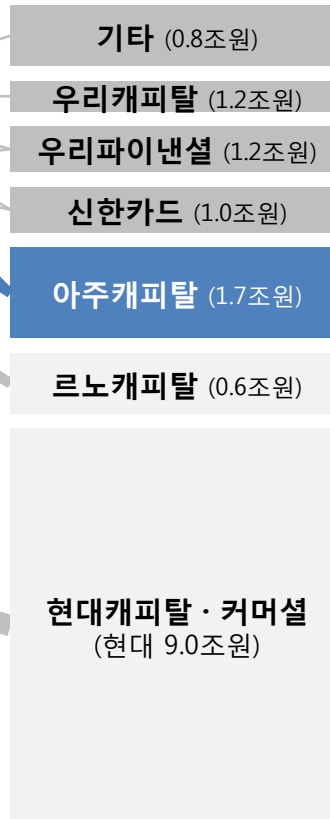 기타 (0.8조원)
우리캐피탈 (1.2조원)
우리파이낸셜 (1.2조원)
신한카드 (1.0조원)
아주캐피탈 (1.7조원)
르노캐피탈 (0.6조원)
현대캐피탈 · 커머셜
(현대 9.0조원)